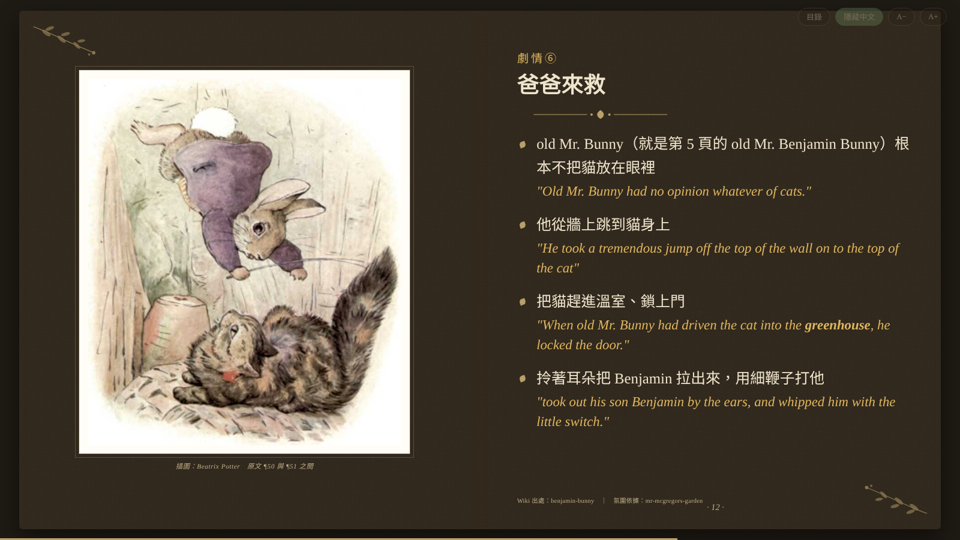 目錄 隱藏中文 A− A+
劇情⑥
爸爸來救
old Mr. Bunny（就是第 5 頁的 old Mr. Benjamin Bunny）根
本不把貓放在眼裡
"Old Mr. Bunny had no opinion whatever of cats."
他從牆上跳到貓身上
"He took a tremendous jump off the top of the wall on to the top of
the cat"
把貓趕進溫室、鎖上門
"When old Mr. Bunny had driven the cat into the greenhouse, he
locked the door."
拎著耳朵把 Benjamin 拉出來，用細鞭子打他
"took out his son Benjamin by the ears, and whipped him with the
little switch."
插圖：Beatrix Potter 原文 ¶50 與 ¶51 之間
Wiki 出處：benjamin-bunny ｜ 氛圍依據：mr-mcgregors-garden
· 12 ·